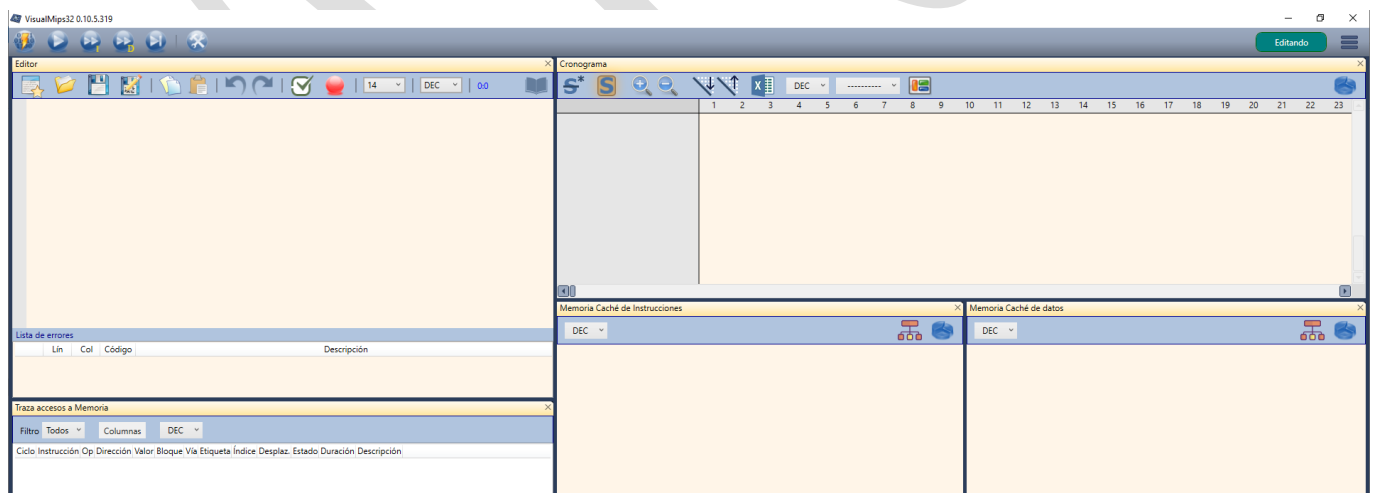 VisualMips32 0.10.5.319
Editando
Editor
14 DEC 0:0
Lista de errores
Lín Col Código Descripción
Traza accesos a Memoria
Filtro Todos Columnas DEC
Ciclo Instrucción Op Dirección Valor Bloque Vía Etiqueta Índice Desplaz. Estado Duración Descripción
Cronograma
S* S X DEC ----------
1 2 3 4 5 6 7 8 9 10 11 12 13 14 15 16 17 18 19 20 21 22 23
Memoria Caché de Instrucciones
DEC
Memoria Caché de datos
DEC